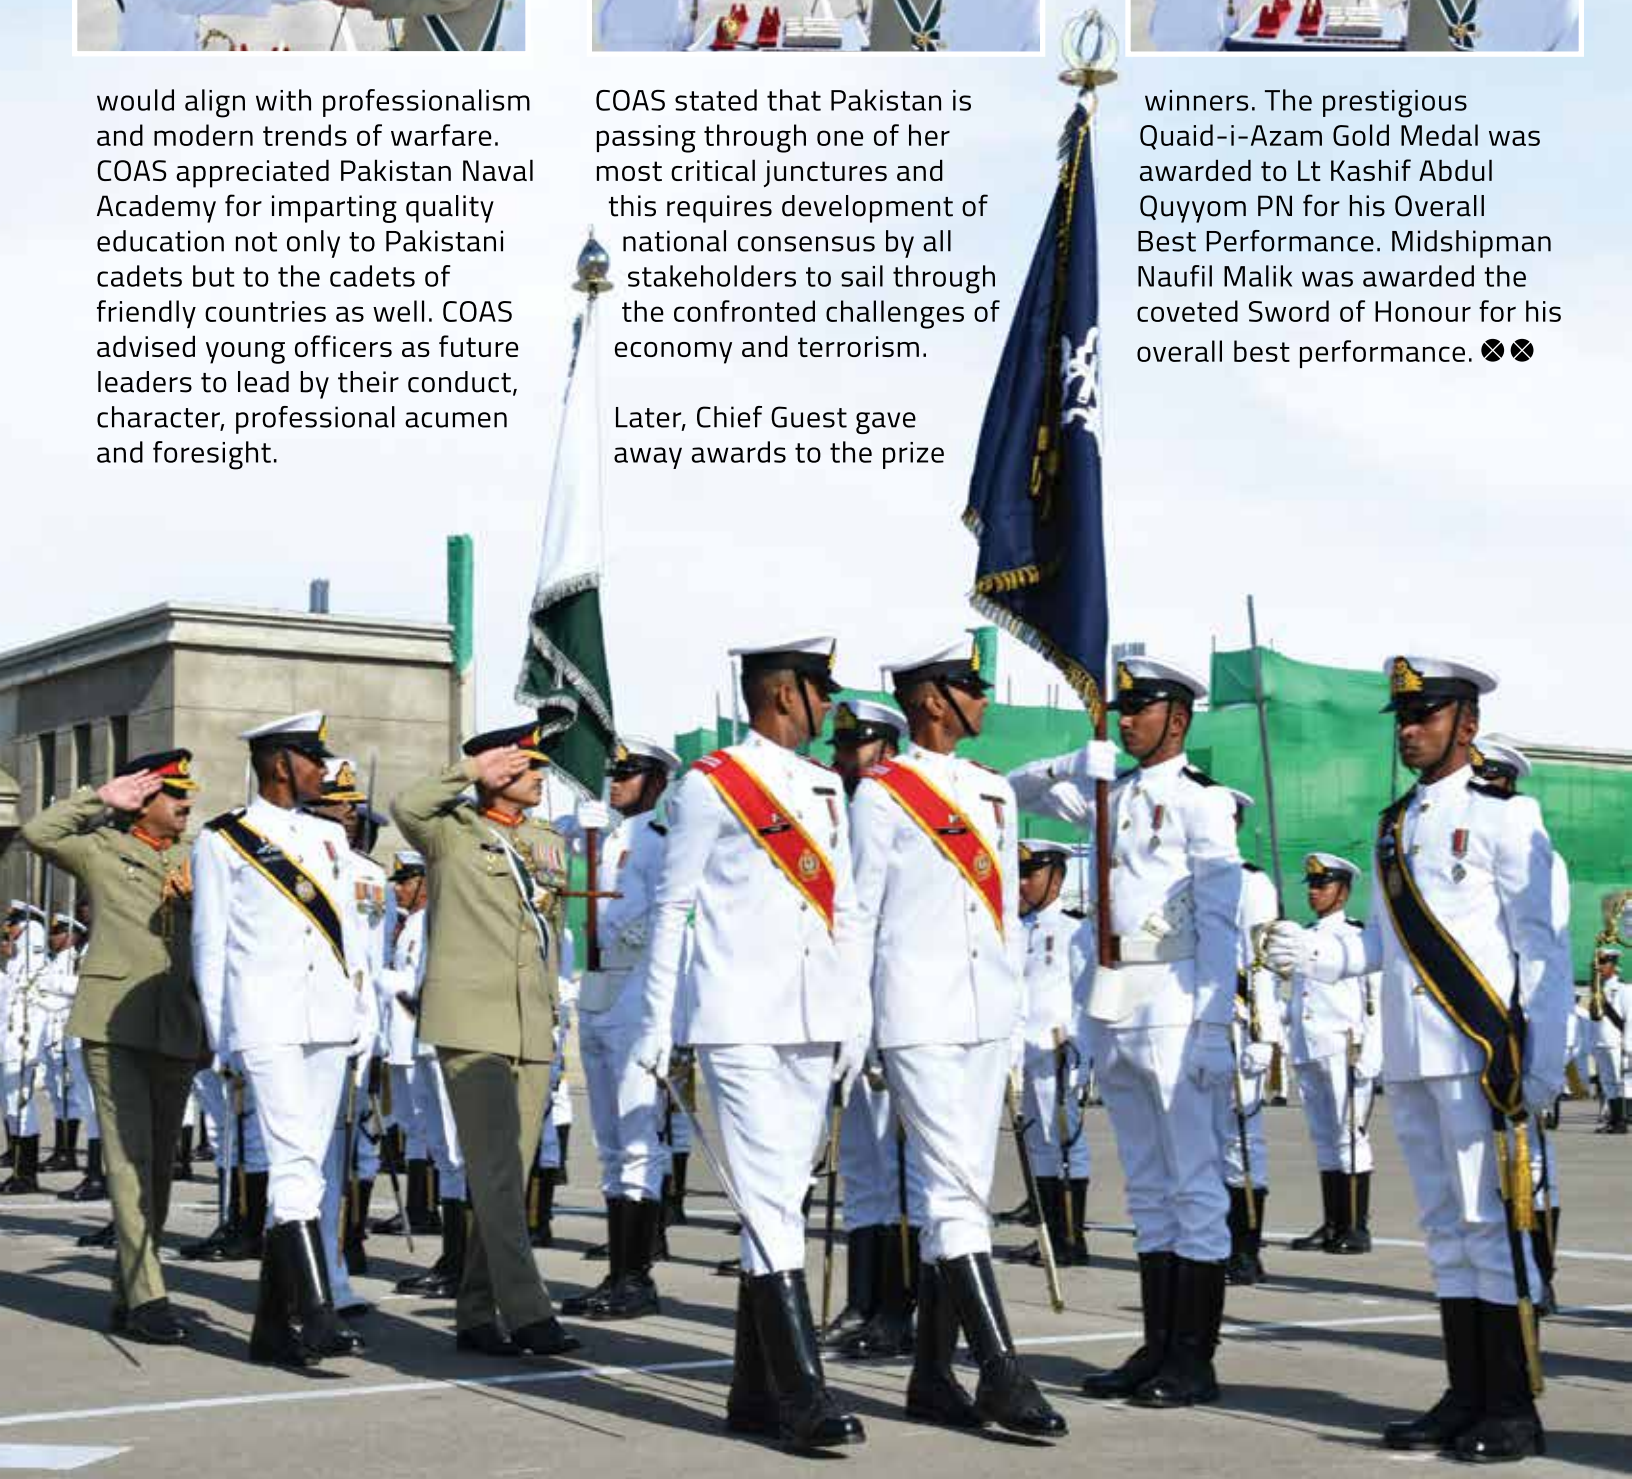 would align with professionalism
and modern trends of warfare.
COAS appreciated Pakistan Naval
Academy for imparting quality
education not only to Pakistani
cadets but to the cadets of
friendly countries as well. COAS
advised young officers as future
leaders to lead by their conduct,
character, professional acumen
and foresight.
COAS stated that Pakistan is
passing through one of her
most critical junctures and
this requires development of
national consensus by all
stakeholders to sail through
the confronted challenges of
economy and terrorism.
Later, Chief Guest gave
away awards to the prize
winners. The prestigious
Quaid-i-Azam Gold Medal was
awarded to Lt Kashif Abdul
Quyyom PN for his Overall
Best Performance. Midshipman
Naufil Malik was awarded the
coveted Sword of Honour for his
overall best performance.